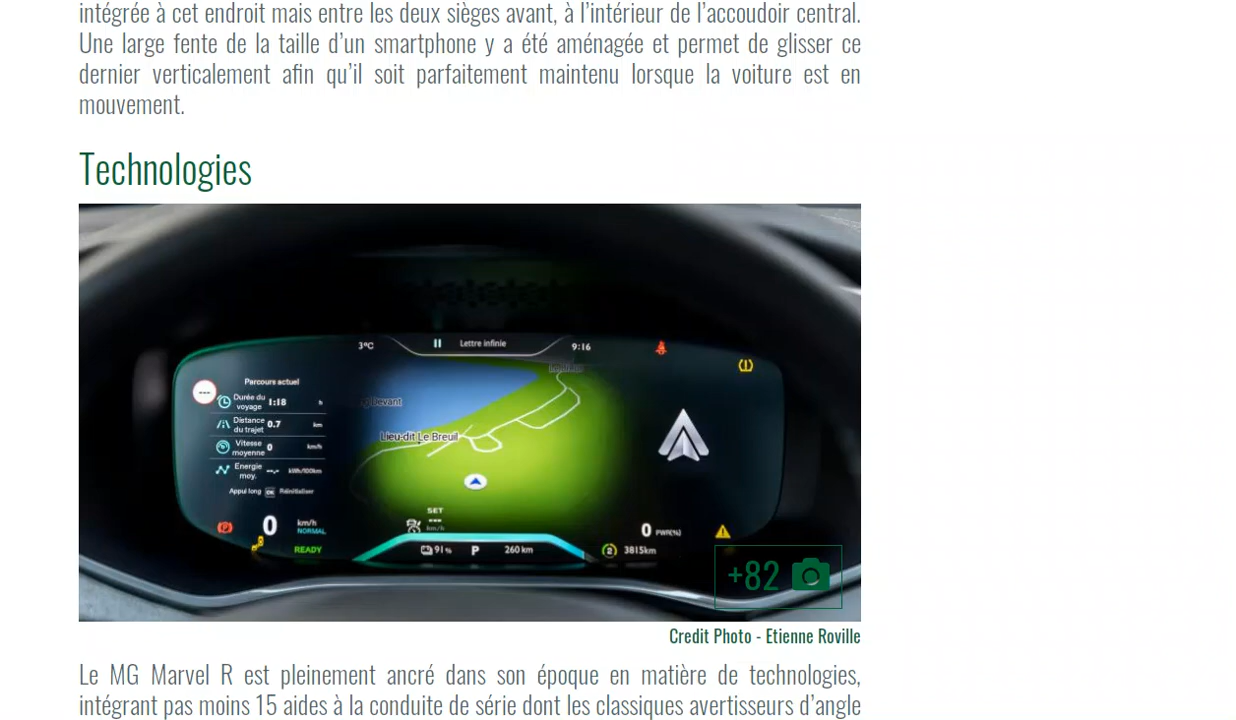 intégrée à cet endroit mais entre les deux sièges avant, à l’intérieur de l’accoudoir central.
Une large fente de la taille d’un smartphone y a été aménagée et permet de glisser ce
dernier verticalement afin qu’il soit parfaitement maintenu lorsque la voiture est en
mouvement.
Technologies
3°C
Lettre infinie
9:16
Parcours actuel
---
Durée du voyage 1:18 h
Distance du trajet 0.7 km
Vitesse moyenne 0 km/h
Energie moy. --.- kWh/100km
Appui long OK Réinitialiser
Devant
Lieu-dit Le Breuil
0 km/h
NORMAL
READY
SET
---
km/h
91% P 260 km
0 PWR(%)
2 3815km
+82
Credit Photo - Etienne Roville
Le MG Marvel R est pleinement ancré dans son époque en matière de technologies,
intégrant pas moins 15 aides à la conduite de série dont les classiques avertisseurs d’angle